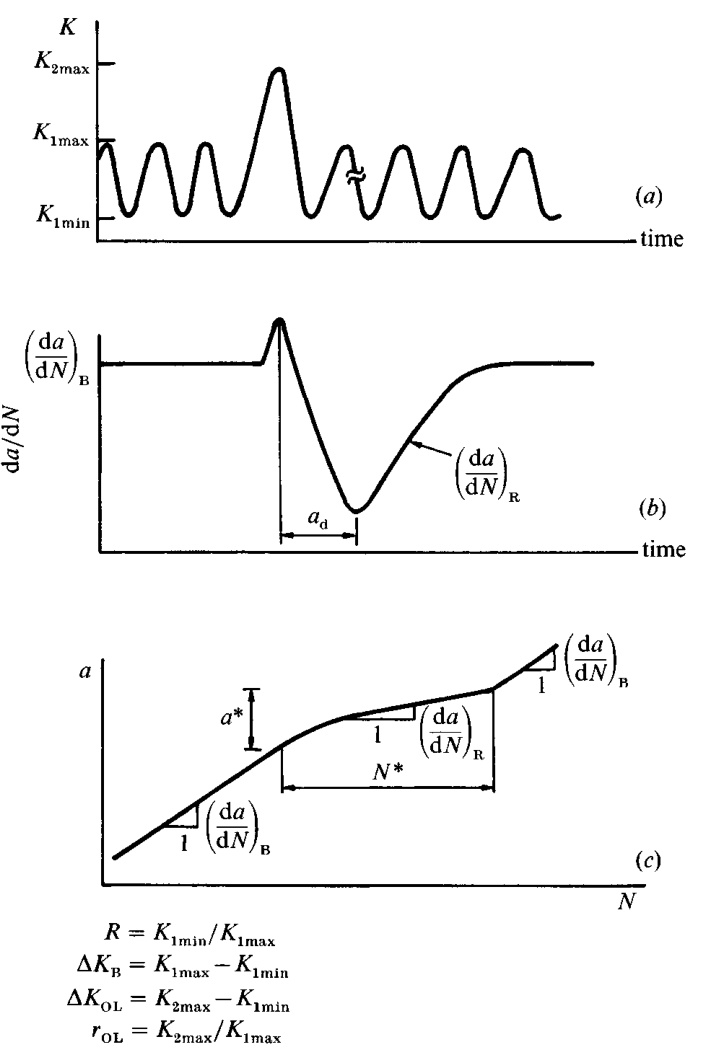 K
K2max
K1max
K1min
(a)
time
(da/dN)B
da/dN
(da/dN)R
ad
(b)
time
a
(da/dN)B
a*
1
(da/dN)R
1
N*
(da/dN)B
1
(c)
N
R = K1min/K1max
ΔKB = K1max − K1min
ΔKOL = K2max − K1min
rOL = K2max/K1max